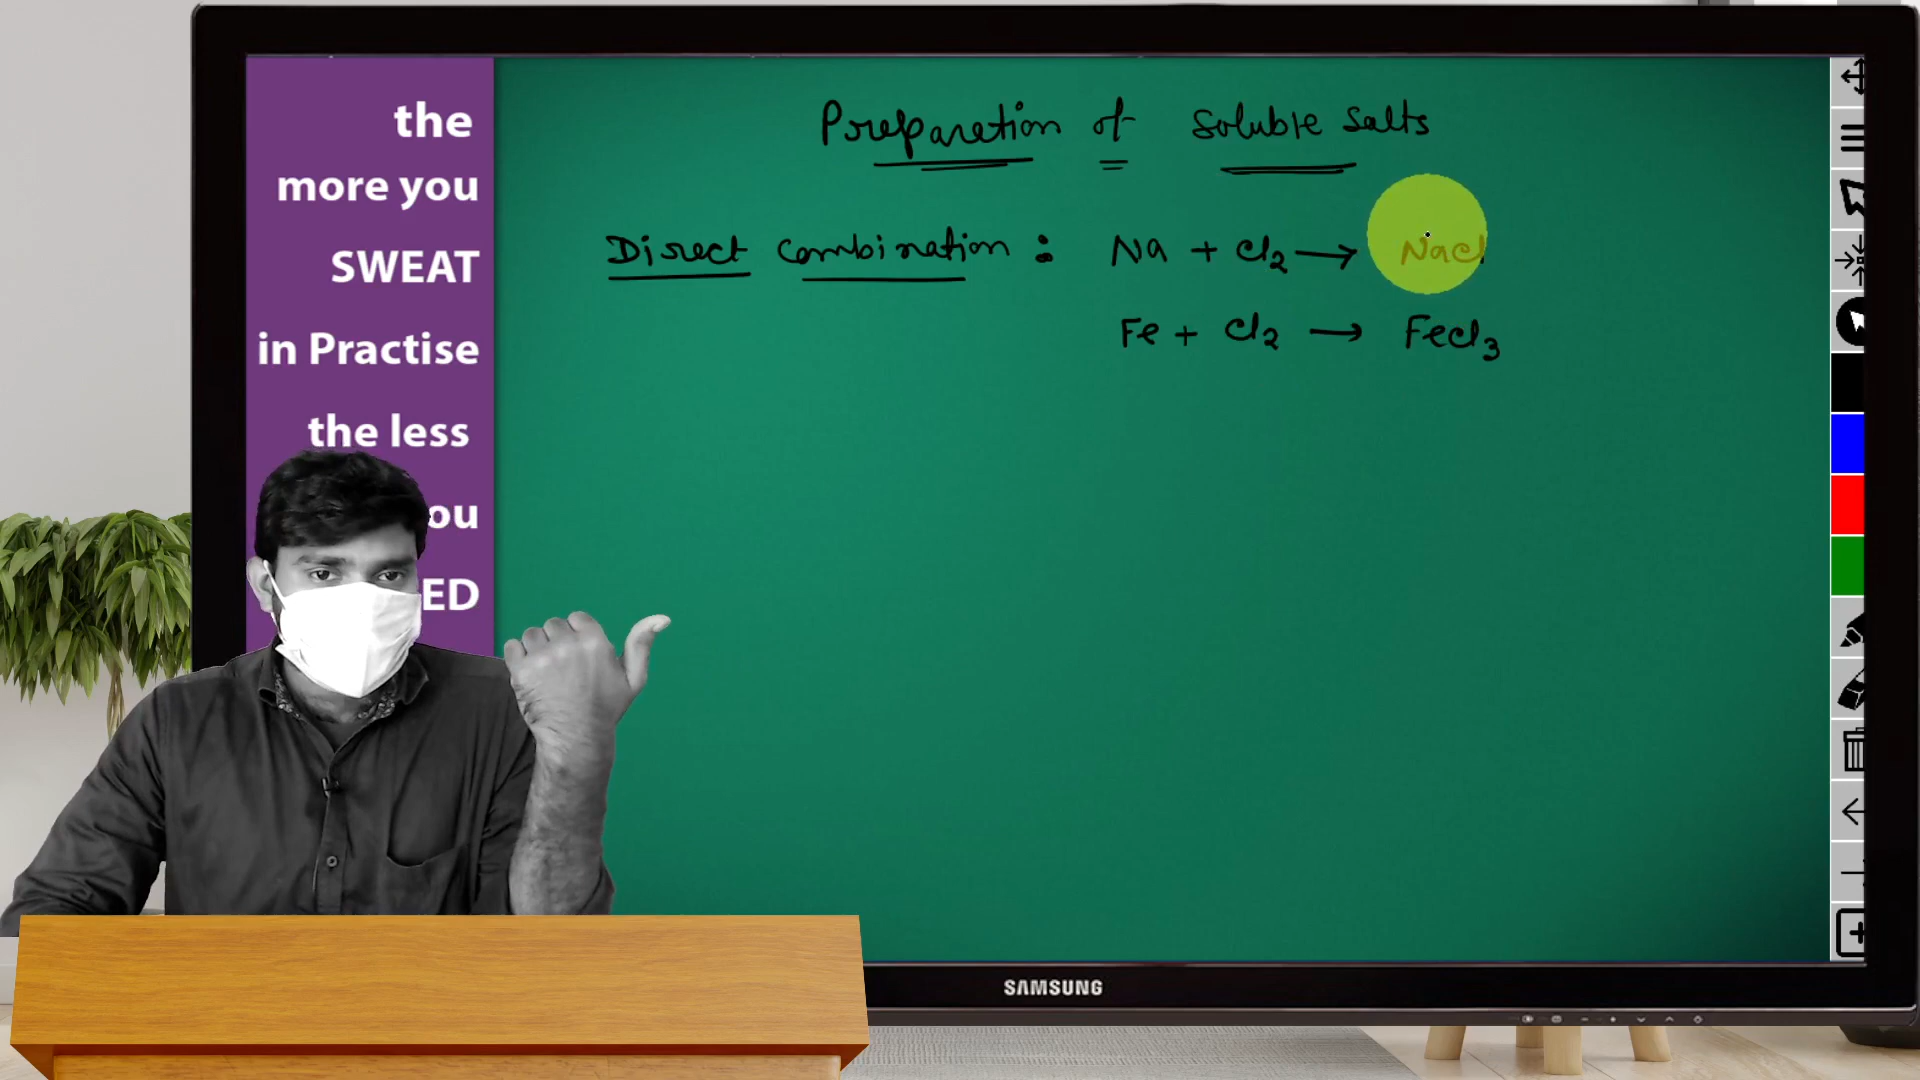 the
more you
SWEAT
in Practise
the less
ou
ED
Preparation of Soluble Salts
Direct Combination : Na + Cl2 → NaCl
Fe + Cl2 → FeCl3
SAMSUNG